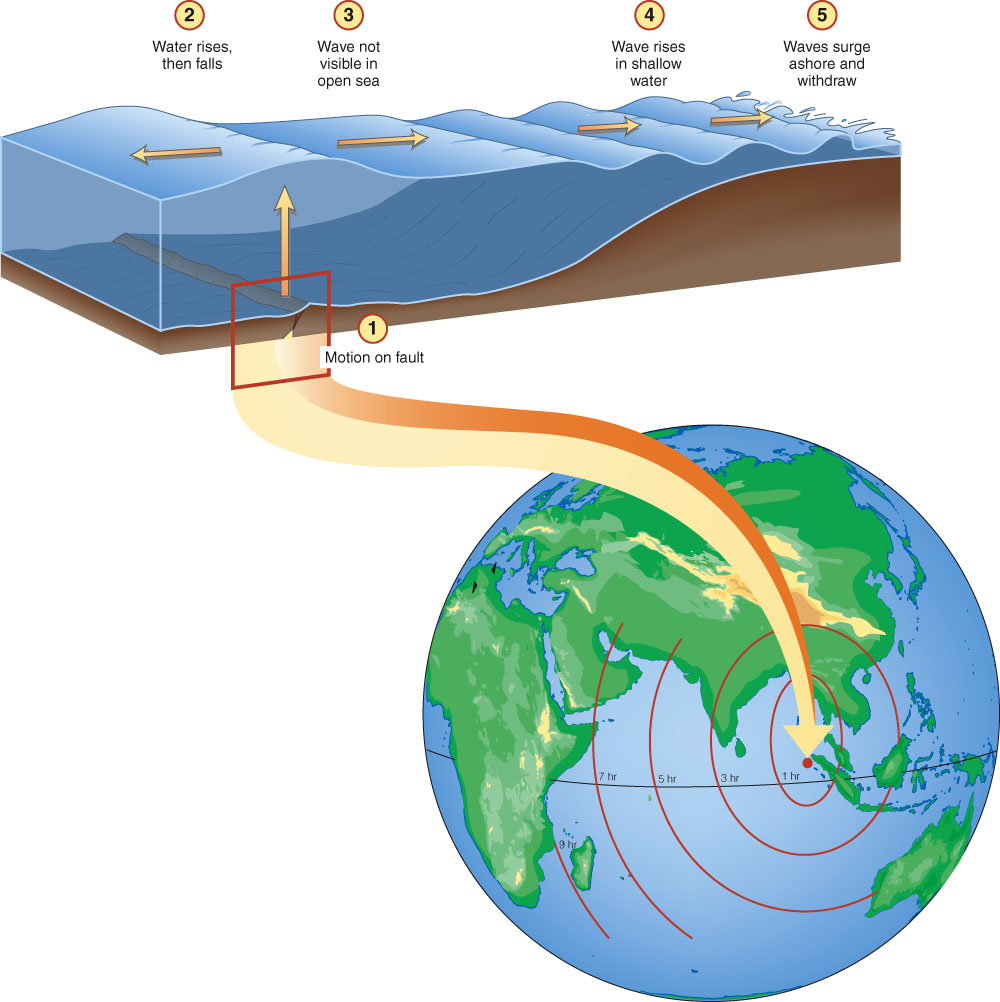 2
Water rises,
then falls
3
Wave not
visible in
open sea
4
Wave rises
in shallow
water
5
Waves surge
ashore and
withdraw
1
Motion on fault
7 hr
5 hr
3 hr
1 hr
9 hr